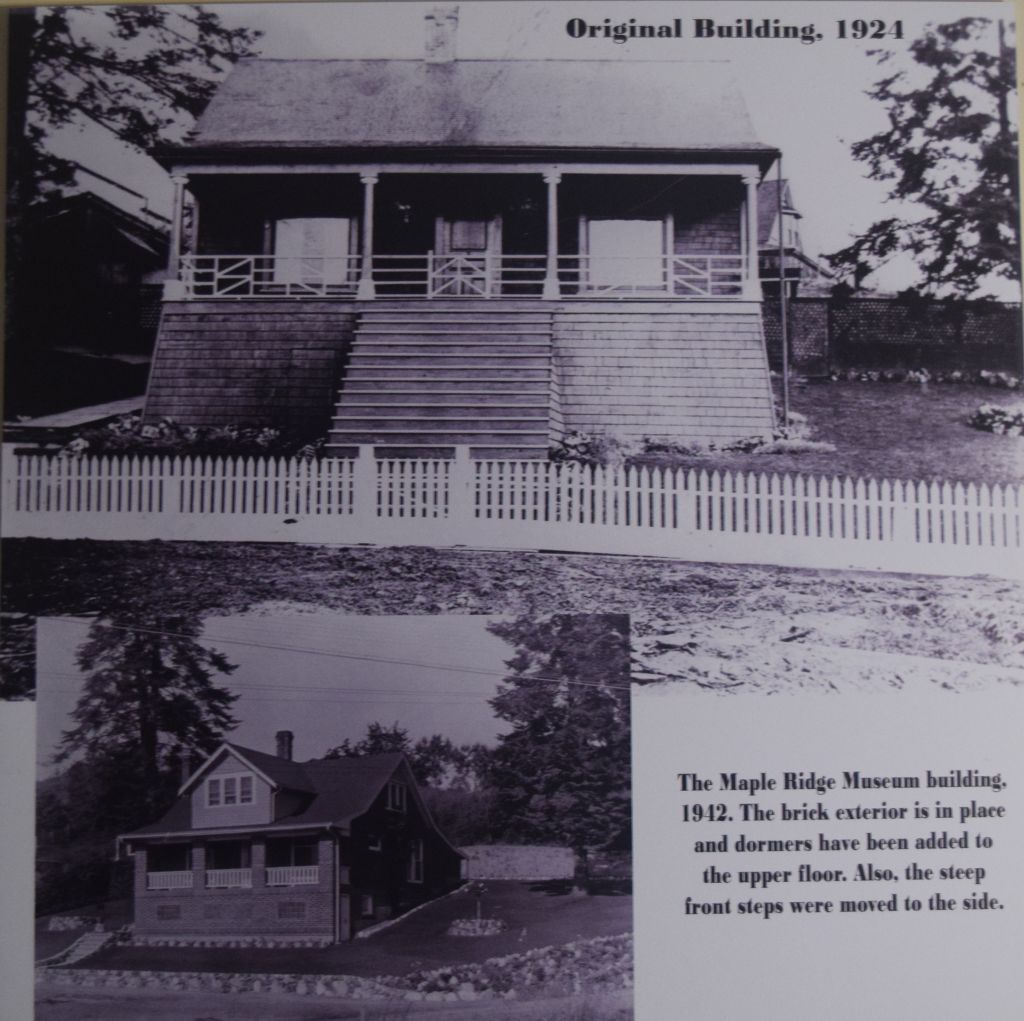 Original Building, 1924
The Maple Ridge Museum building,
1942. The brick exterior is in place
and dormers have been added to
the upper floor. Also, the steep
front steps were moved to the side.